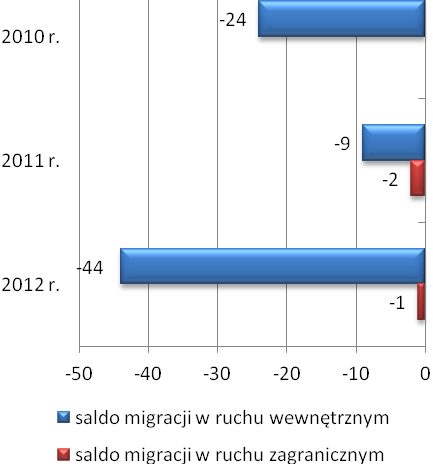 -24
2010 r.
-9
2011 r.
-2
-44
2012 r.
-1
-50 -40 -30 -20 -10 0
saldo migracji w ruchu wewnętrznym
saldo migracji w ruchu zagranicznym